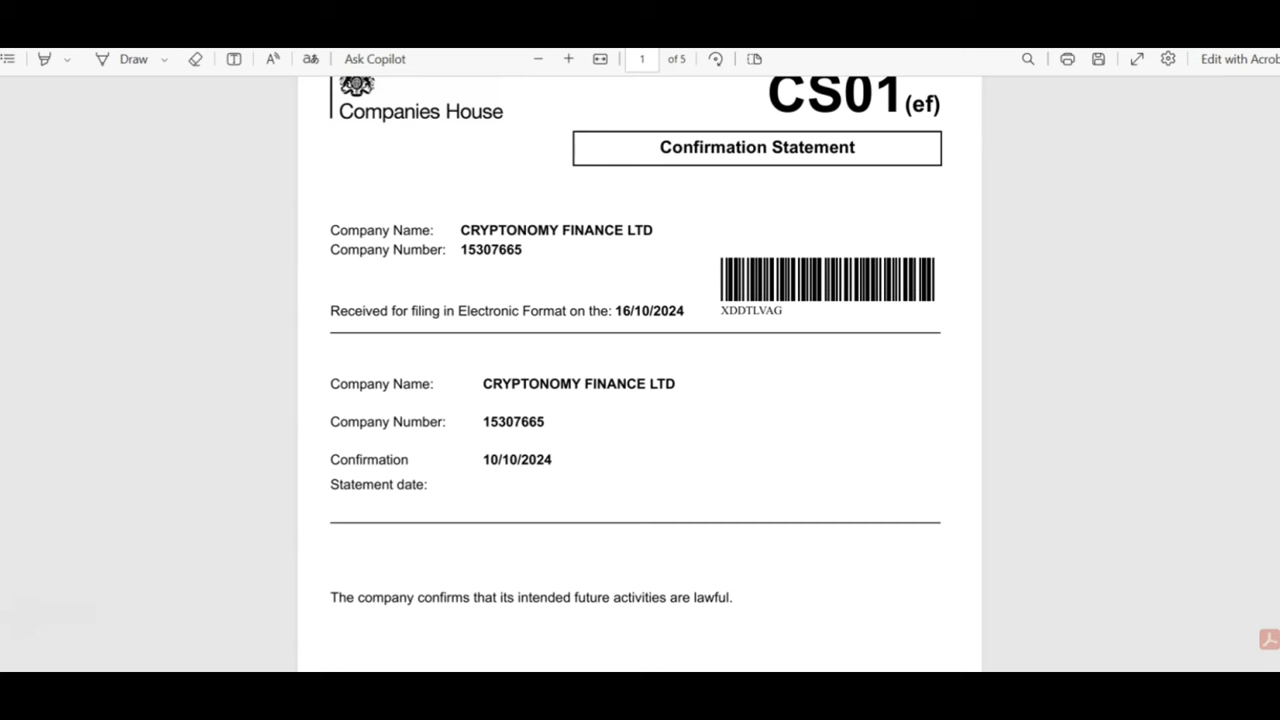 Draw
Ask Copilot
1 of 5
Edit with Acrob
Companies House
CS01 (ef)
Confirmation Statement
Company Name: CRYPTONOMY FINANCE LTD
Company Number: 15307665
Received for filing in Electronic Format on the: 16/10/2024
XDDTLVAG
Company Name: CRYPTONOMY FINANCE LTD
Company Number: 15307665
Confirmation 10/10/2024
Statement date:
The company confirms that its intended future activities are lawful.